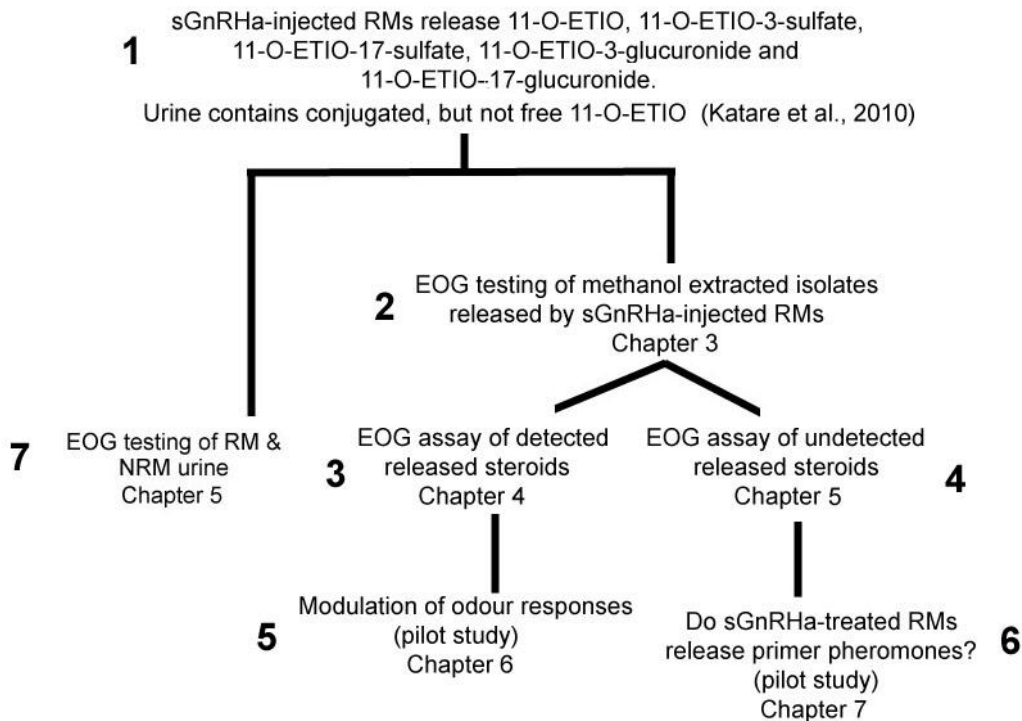 1
sGnRHa-injected RMs release 11-O-ETIO, 11-O-ETIO-3-sulfate,
11-O-ETIO-17-sulfate, 11-O-ETIO-3-glucuronide and
11-O-ETIO-17-glucuronide.
Urine contains conjugated, but not free 11-O-ETIO (Katare et al., 2010)
2
EOG testing of methanol extracted isolates
released by sGnRHa-injected RMs
Chapter 3
7
EOG testing of RM &
NRM urine
Chapter 5
3
EOG assay of detected
released steroids
Chapter 4
EOG assay of undetected
released steroids
Chapter 5
4
5
Modulation of odour responses
(pilot study)
Chapter 6
Do sGnRHa-treated RMs
release primer pheromones?
(pilot study)
Chapter 7
6